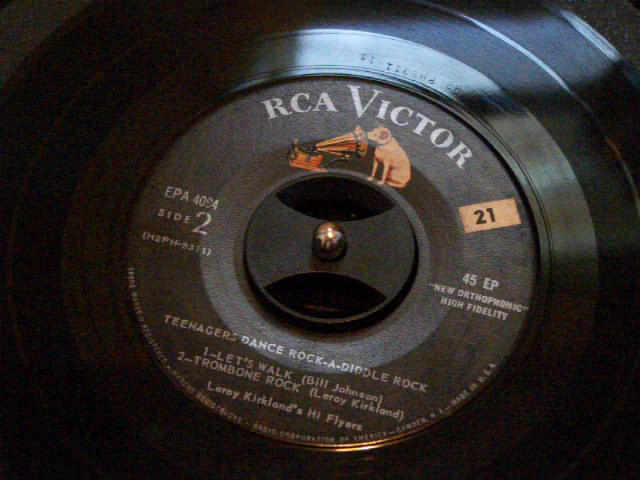 RCA VICTOR
EPA 4094
SIDE 2
(H2PH-5311)
21
45 EP
"NEW ORTHOPHONIC"
HIGH FIDELITY
TEENAGERS DANCE ROCK-A-DIDDLE ROCK
1—LET'S WALK (Bill Johnson)
2—TROMBONE ROCK (Leroy Kirkland)
Leroy Kirkland's Hi Flyers
RADIO CORPORATION OF AMERICA—CAMDEN, N. J. MADE IN U.S.A.